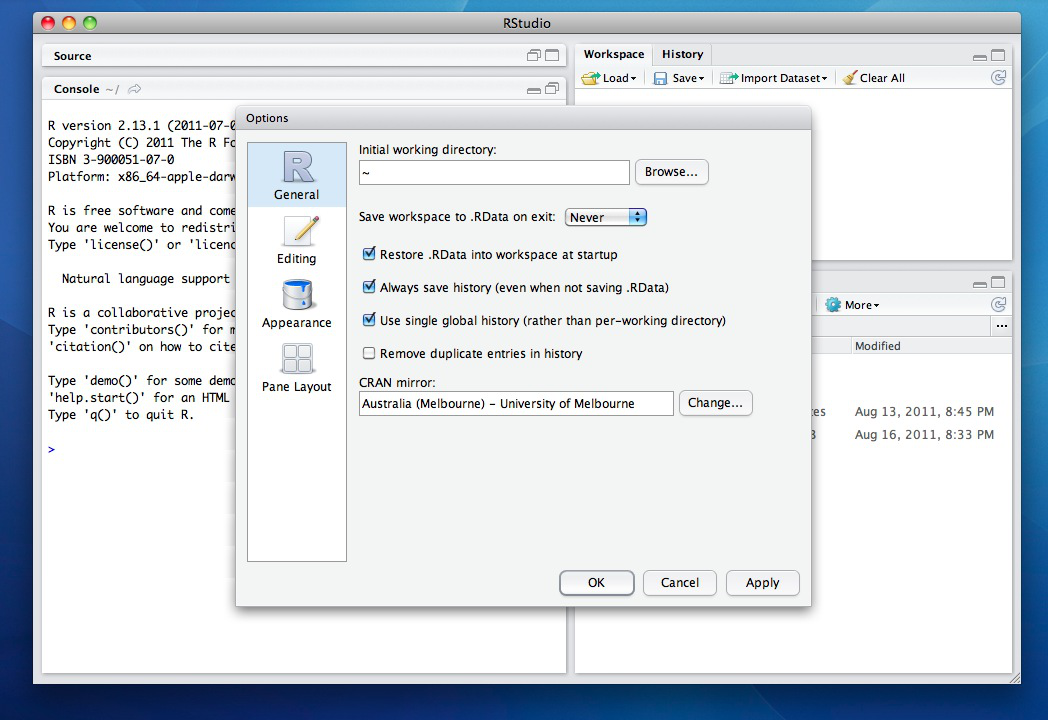 RStudio
Source
Console ~/
R version 2.13.1 (2011-07-0
Copyright (C) 2011 The R Fo
ISBN 3-900051-07-0
Platform: x86_64-apple-darw
R is free software and come
You are welcome to redistri
Type 'license()' or 'licenc
Natural language support
R is a collaborative projec
Type 'contributors()' for m
'citation()' on how to cite
Type 'demo()' for some demo
'help.start()' for an HTML
Type 'q()' to quit R.
>
Workspace History
Load Save Import Dataset Clear All
Options
R
General
Editing
Appearance
Pane Layout
Initial working directory:
~ Browse...
Save workspace to .RData on exit: Never
Restore .RData into workspace at startup
Always save history (even when not saving .RData)
Use single global history (rather than per-working directory)
Remove duplicate entries in history
CRAN mirror:
Australia (Melbourne) – University of Melbourne Change...
OK Cancel Apply
More
...
Modified
es Aug 13, 2011, 8:45 PM
3 Aug 16, 2011, 8:33 PM